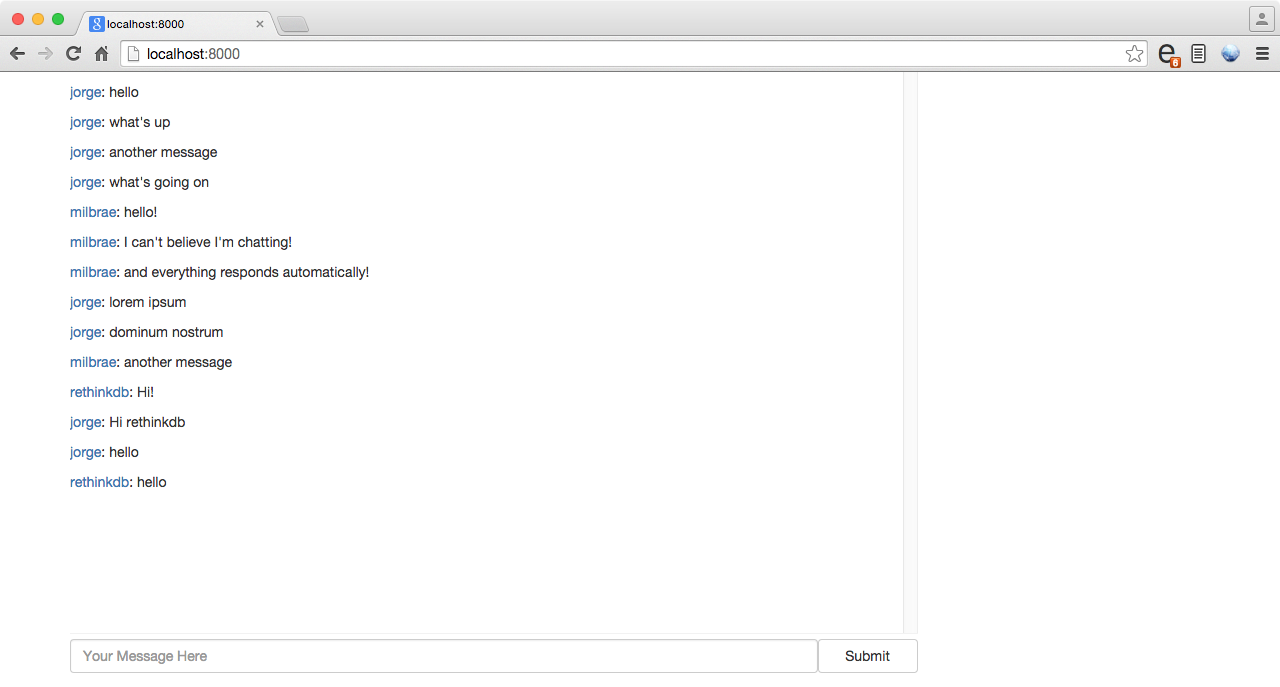 localhost:8000
localhost:8000
6
jorge: hello
jorge: what's up
jorge: another message
jorge: what's going on
milbrae: hello!
milbrae: I can't believe I'm chatting!
milbrae: and everything responds automatically!
jorge: lorem ipsum
jorge: dominum nostrum
milbrae: another message
rethinkdb: Hi!
jorge: Hi rethinkdb
jorge: hello
rethinkdb: hello
Your Message Here
Submit